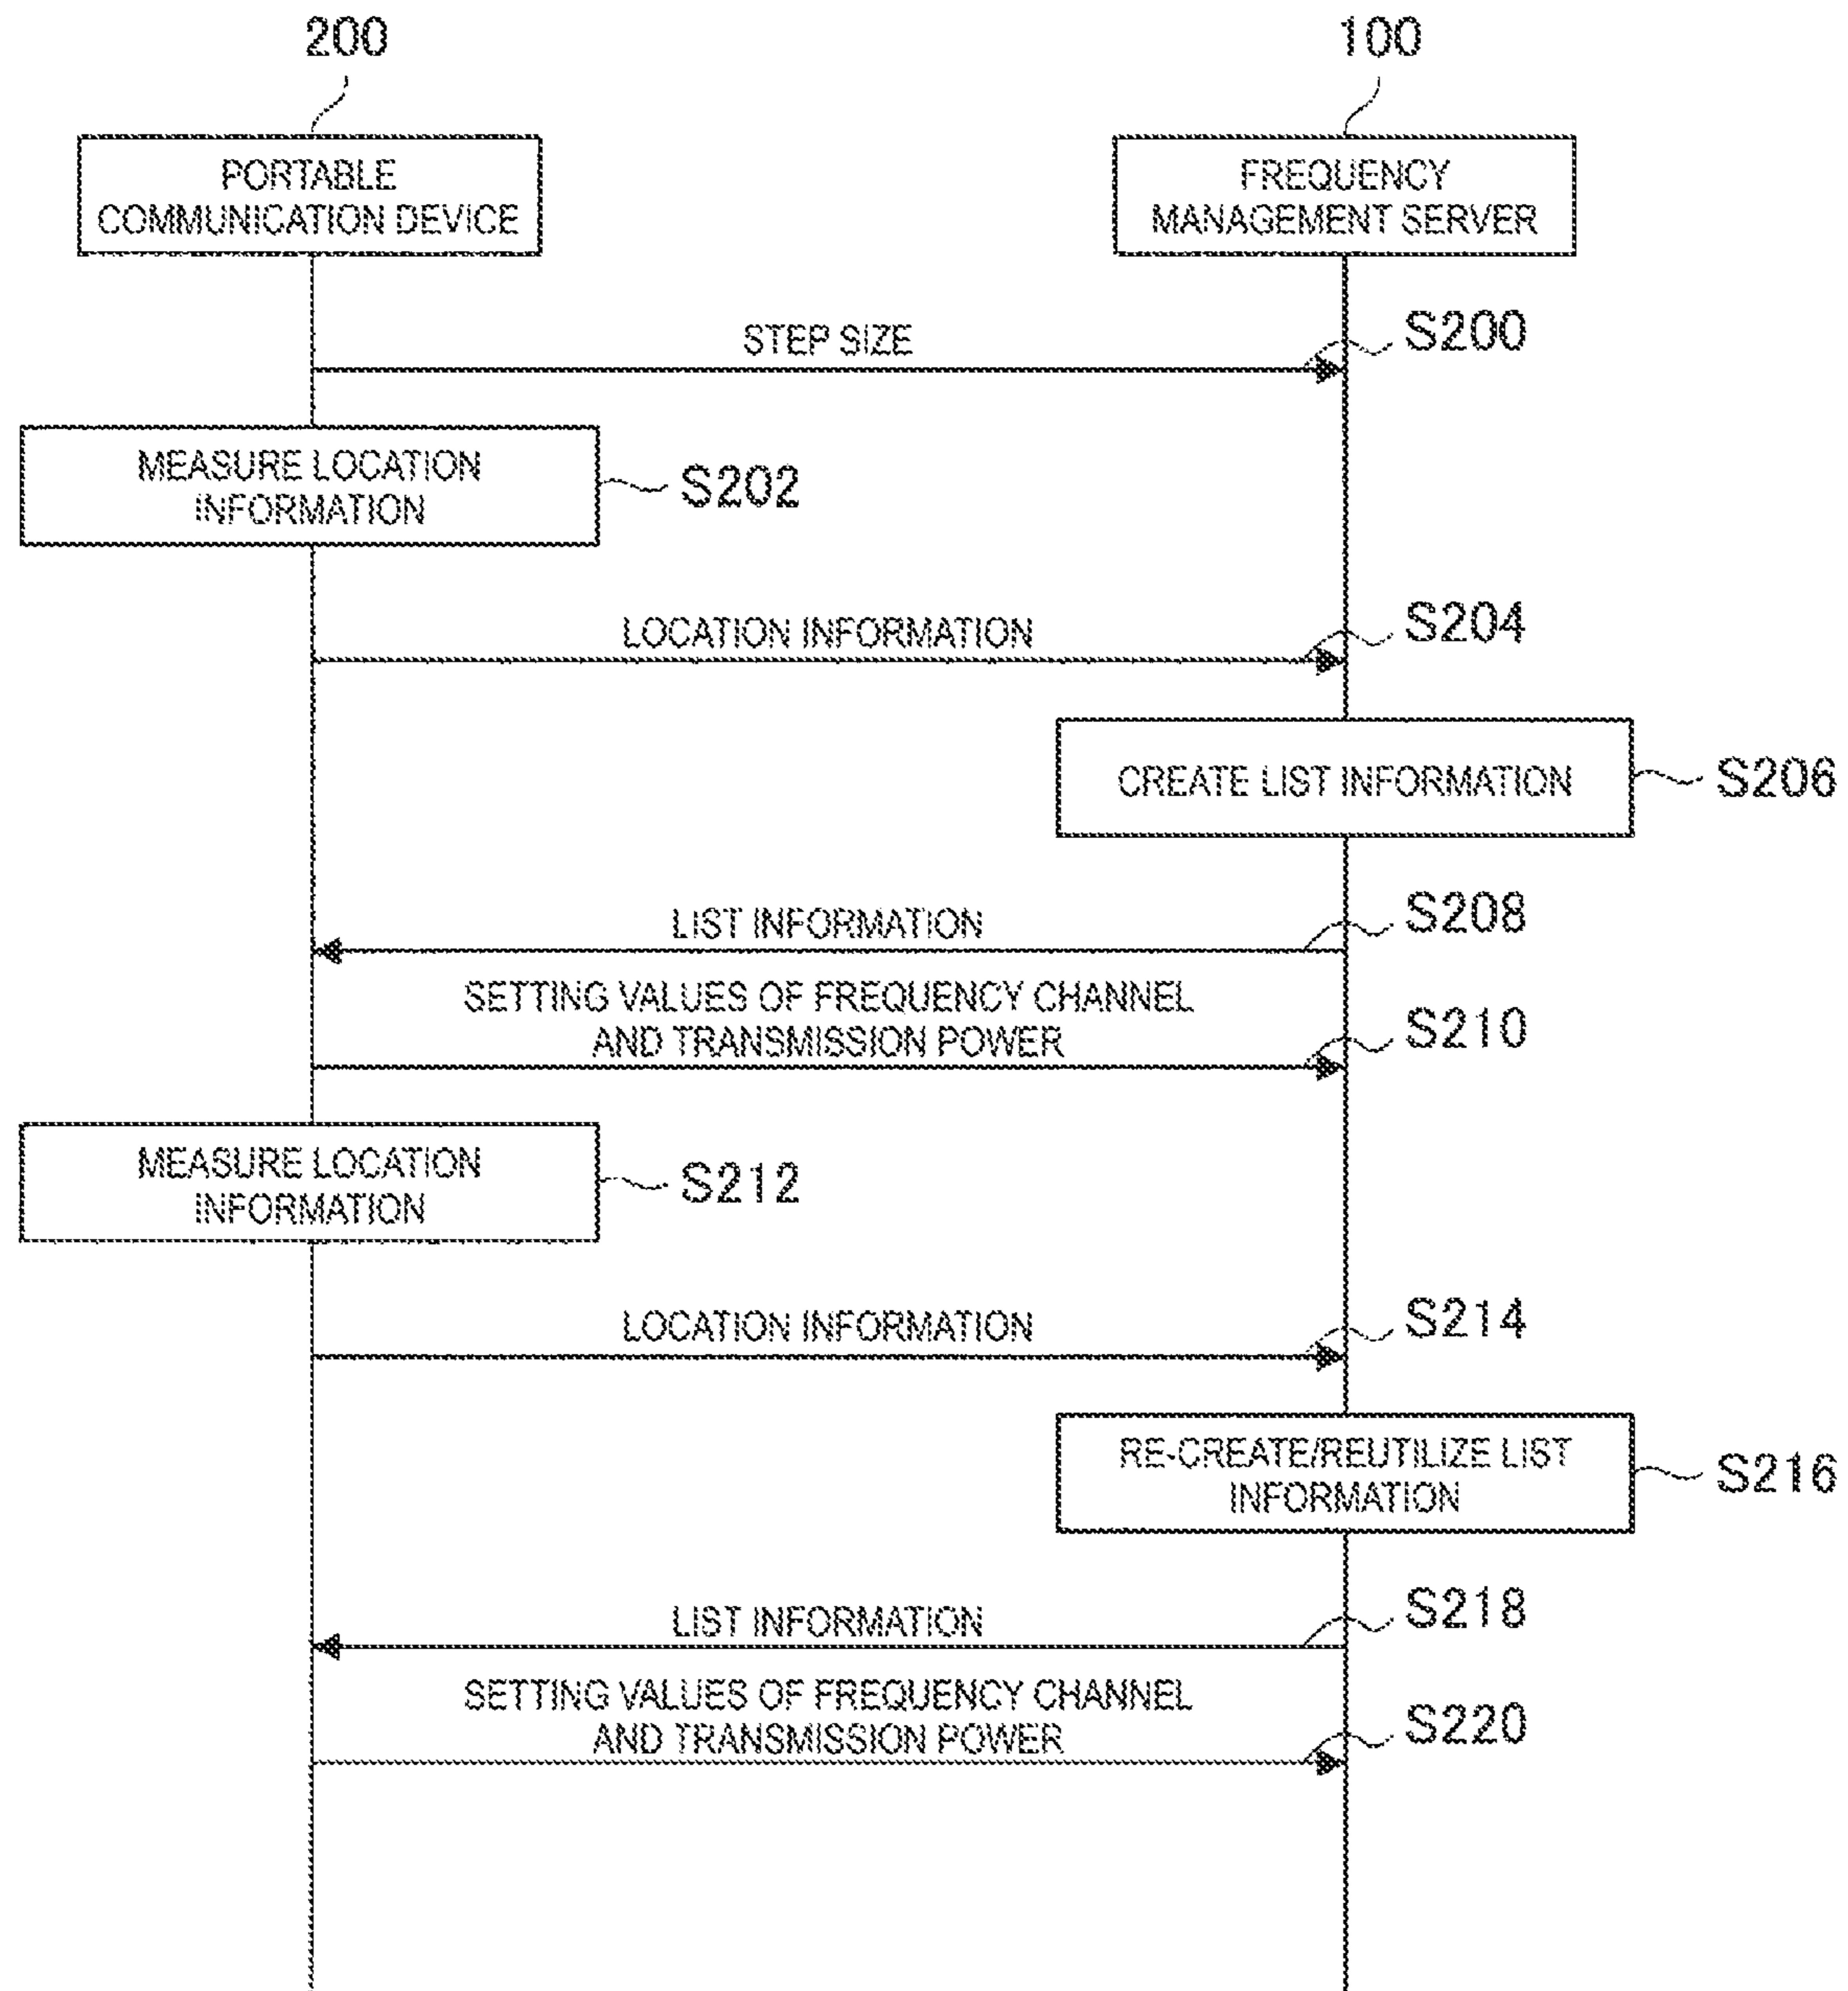 200
100
PORTABLE
COMMUNICATION DEVICE
FREQUENCY
MANAGEMENT SERVER
STEP SIZE
S200
MEASURE LOCATION
INFORMATION
S202
LOCATION INFORMATION
S204
CREATE LIST INFORMATION
S206
LIST INFORMATION
S208
SETTING VALUES OF FREQUENCY CHANNEL
AND TRANSMISSION POWER
S210
MEASURE LOCATION
INFORMATION
S212
LOCATION INFORMATION
S214
RE-CREATE/REUTILIZE LIST
INFORMATION
S216
LIST INFORMATION
S218
SETTING VALUES OF FREQUENCY CHANNEL
AND TRANSMISSION POWER
S220